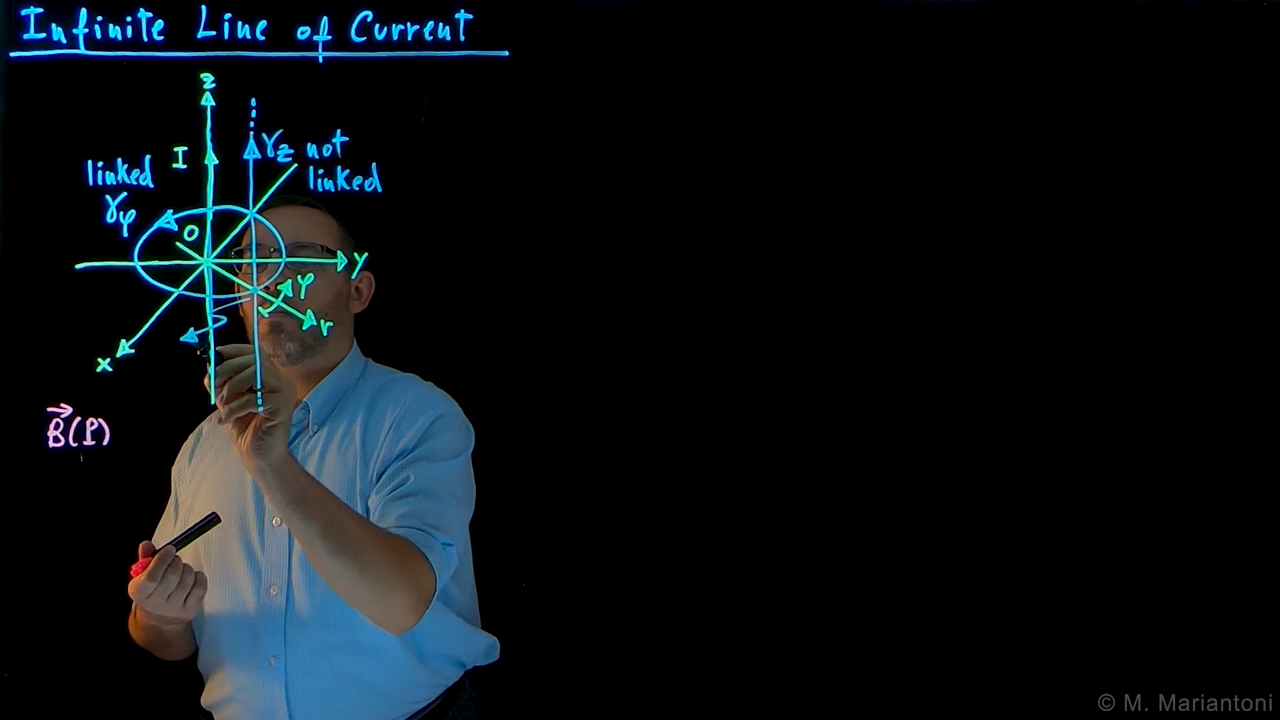 Infinite Line of Current
z
I
γz not linked
linked γφ
O
y
φ
r
x
B⃗(P)
© M. Mariantoni